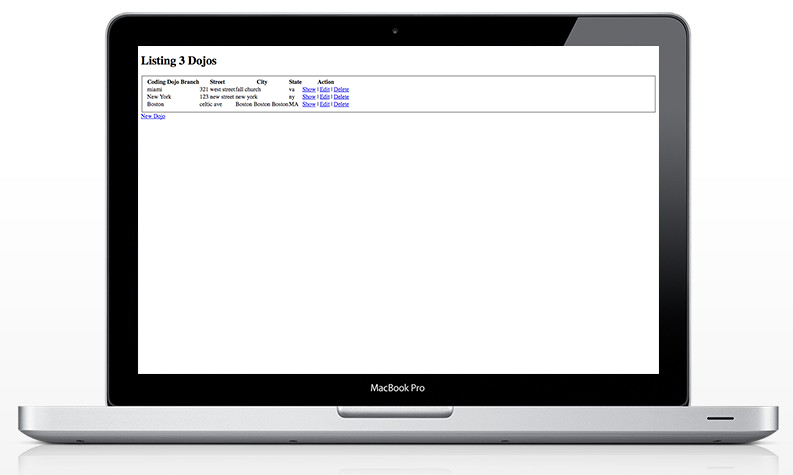 Listing 3 Dojos
Coding Dojo Branch Street City State Action
miami 321 west street fall church va Show | Edit | Delete
New York 123 new street new york ny Show | Edit | Delete
Boston celtic ave Boston Boston Boston MA Show | Edit | Delete
New Dojo
MacBook Pro